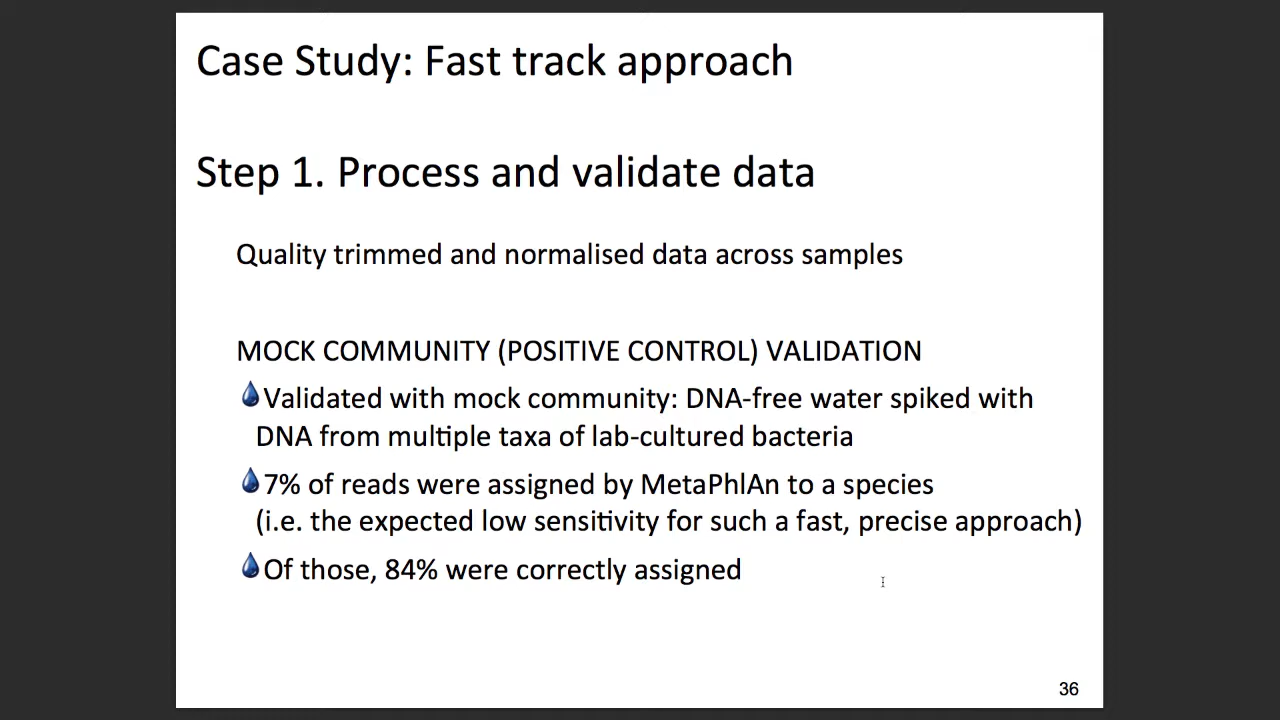 Case Study: Fast track approach
Step 1. Process and validate data
Quality trimmed and normalised data across samples
MOCK COMMUNITY (POSITIVE CONTROL) VALIDATION
Validated with mock community: DNA-free water spiked with
DNA from multiple taxa of lab-cultured bacteria
7% of reads were assigned by MetaPhlAn to a species
(i.e. the expected low sensitivity for such a fast, precise approach)
Of those, 84% were correctly assigned
36